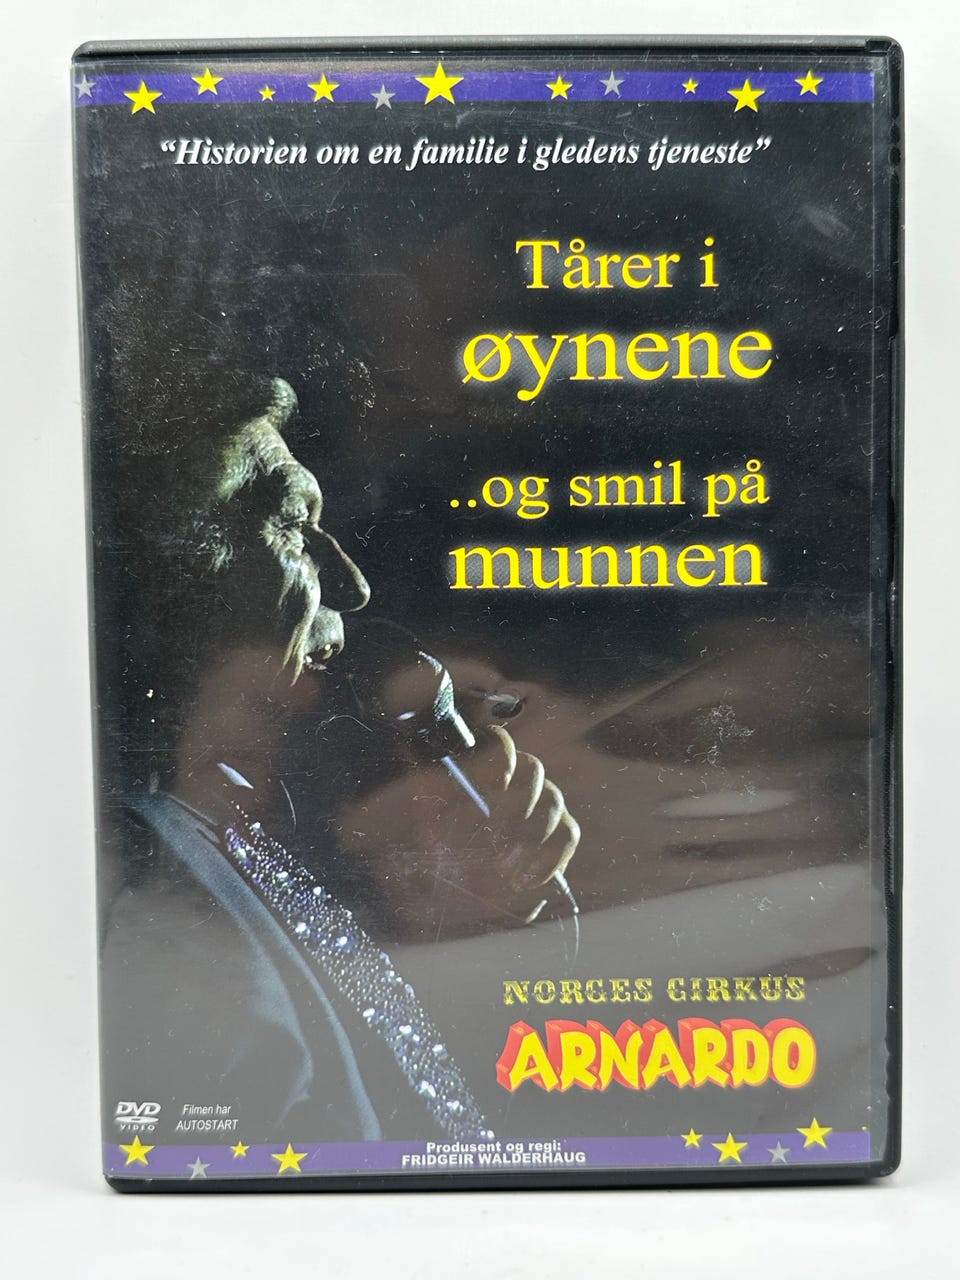 “Historien om en familie i gledens tjeneste”
Tårer i
øynene
..og smil på
munnen
NORGES CIRKUS
ARNARDO
DVD
VIDEO
Filmen har
AUTOSTART
Produsent og regi:
FRIDGEIR WALDERHAUG